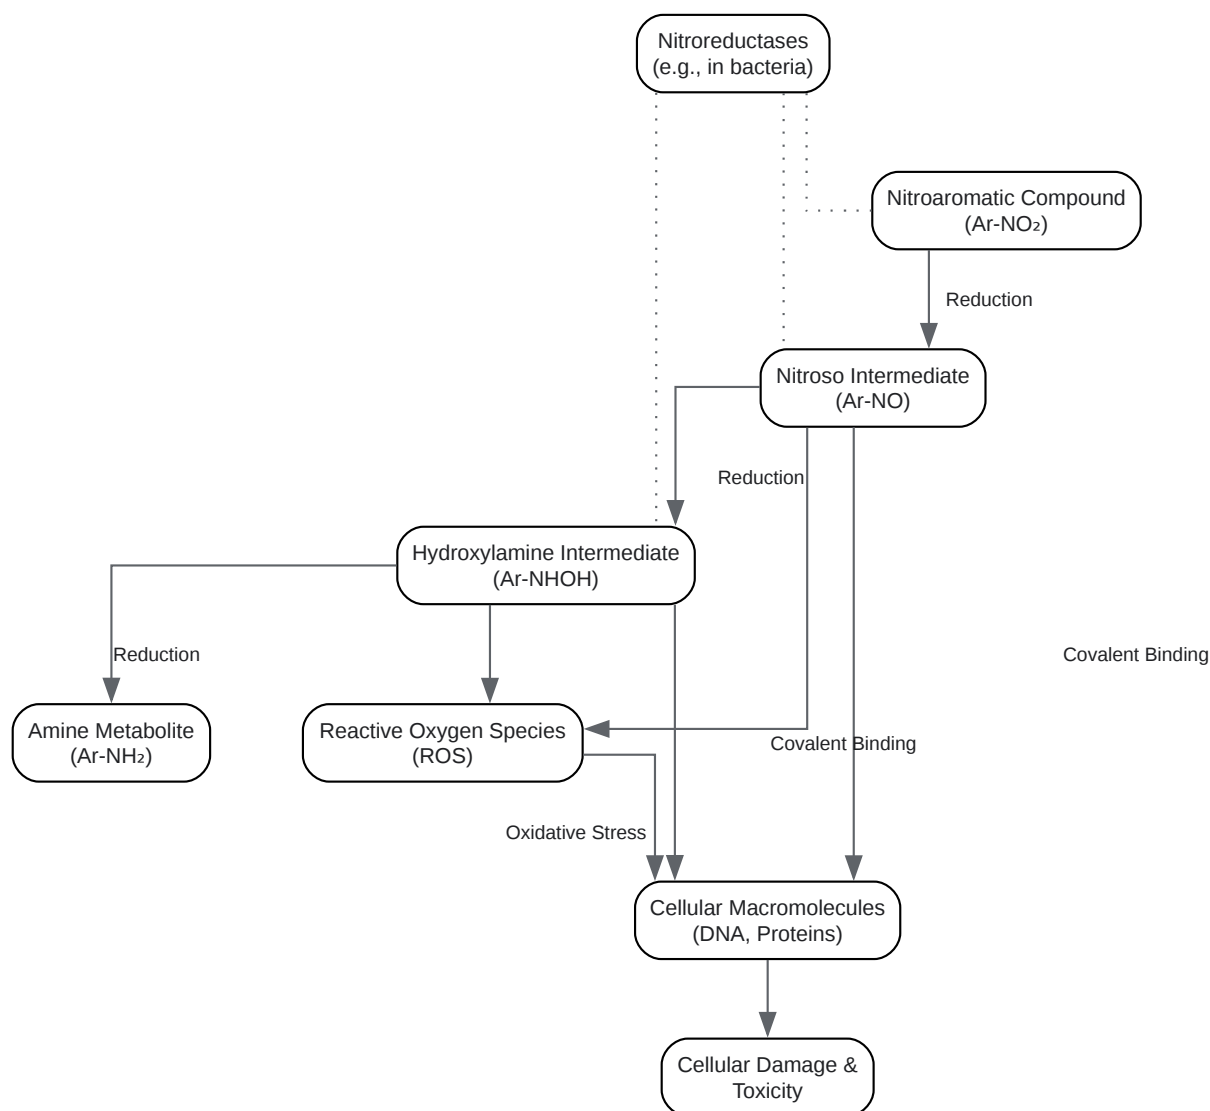 Nitroreductases
(e.g., in bacteria)
Nitroaromatic Compound
(Ar-NO₂)
Reduction
Nitroso Intermediate
(Ar-NO)
Reduction
Hydroxylamine Intermediate
(Ar-NHOH)
Reduction
Covalent Binding
Amine Metabolite
(Ar-NH₂)
Reactive Oxygen Species
(ROS)
Covalent Binding
Oxidative Stress
Cellular Macromolecules
(DNA, Proteins)
Cellular Damage &
Toxicity